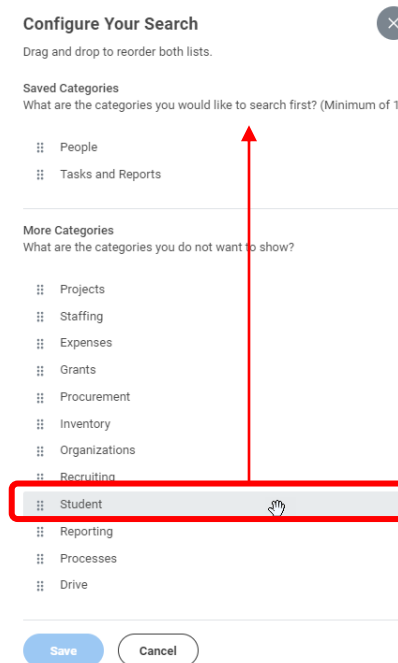 Configure Your Search
Drag and drop to reorder both lists.
Saved Categories
What are the categories you would like to search first? (Minimum of 1
People
Tasks and Reports
More Categories
What are the categories you do not want to show?
Projects
Staffing
Expenses
Grants
Procurement
Inventory
Organizations
Recruiting
Student
Reporting
Processes
Drive
Save Cancel